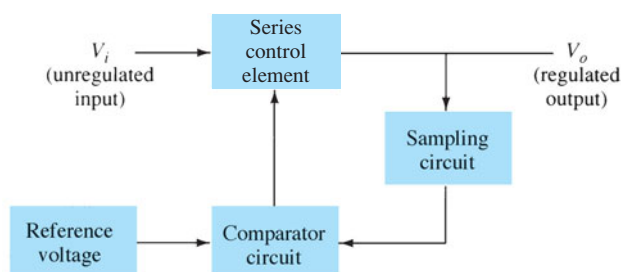 Series
control
element
V_i
(unregulated
input)
V_o
(regulated
output)
Sampling
circuit
Reference
voltage
Comparator
circuit